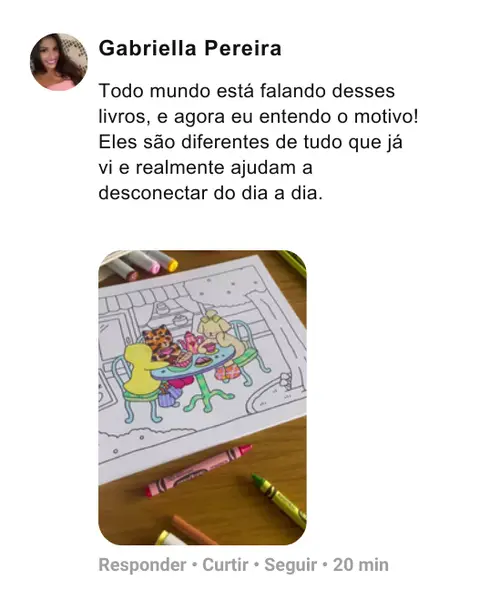 Gabriella Pereira
Todo mundo está falando desses
livros, e agora eu entendo o motivo!
Eles são diferentes de tudo que já
vi e realmente ajudam a
desconectar do dia a dia.
Responder • Curtir • Seguir • 20 min